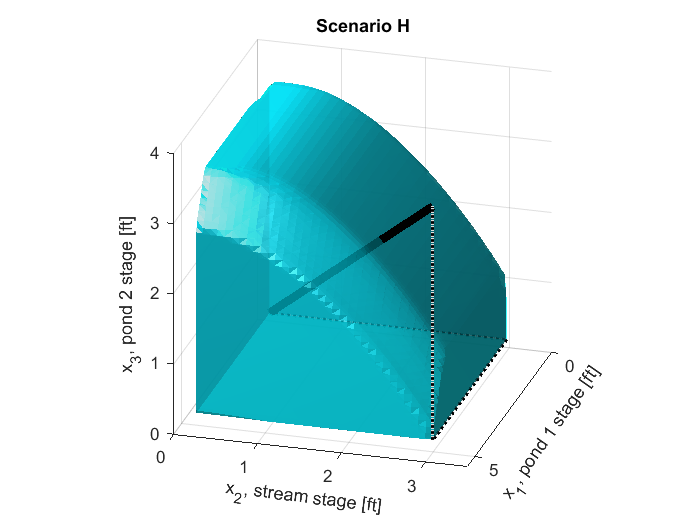 Scenario H
4
3
2
1
0
x3, pond 2 stage [ft]
0
1
2
3
x2, stream stage [ft]
0
5
x1, pond 1 stage [ft]